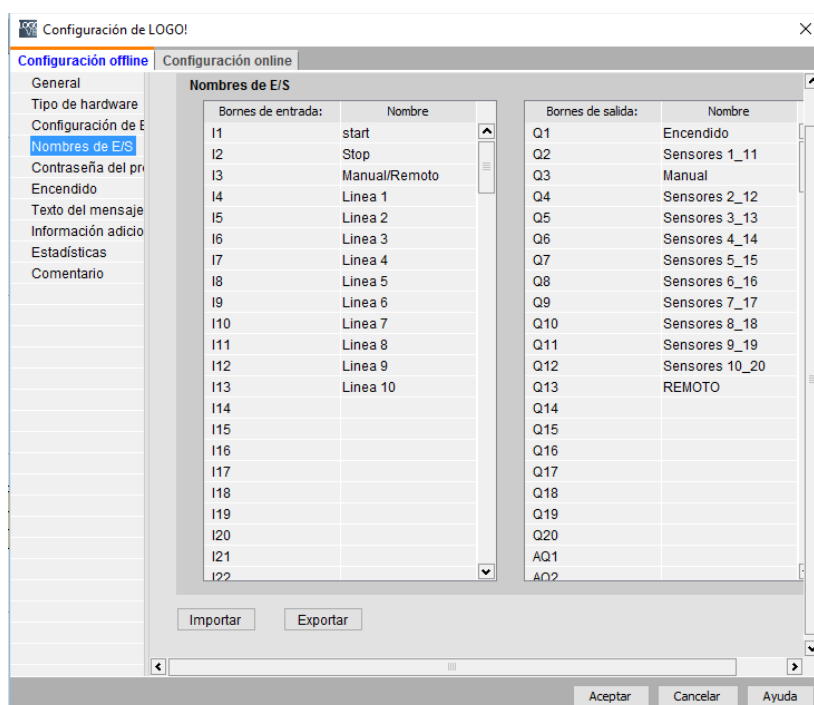 Configuración de LOGO!
Configuración offline Configuración online
General
Tipo de hardware
Configuración de E
Nombres de E/S
Contraseña del pr
Encendido
Texto del mensaje
Información adicio
Estadísticas
Comentario
Nombres de E/S
Bornes de entrada: Nombre
I1 start
I2 Stop
I3 Manual/Remoto
I4 Linea 1
I5 Linea 2
I6 Linea 3
I7 Linea 4
I8 Linea 5
I9 Linea 6
I10 Linea 7
I11 Linea 8
I12 Linea 9
I13 Linea 10
I14
I15
I16
I17
I18
I19
I20
I21
I22
Bornes de salida: Nombre
Q1 Encendido
Q2 Sensores 1_11
Q3 Manual
Q4 Sensores 2_12
Q5 Sensores 3_13
Q6 Sensores 4_14
Q7 Sensores 5_15
Q8 Sensores 6_16
Q9 Sensores 7_17
Q10 Sensores 8_18
Q11 Sensores 9_19
Q12 Sensores 10_20
Q13 REMOTO
Q14
Q15
Q16
Q17
Q18
Q19
Q20
AQ1
AQ2
Importar Exportar
Aceptar Cancelar Ayuda